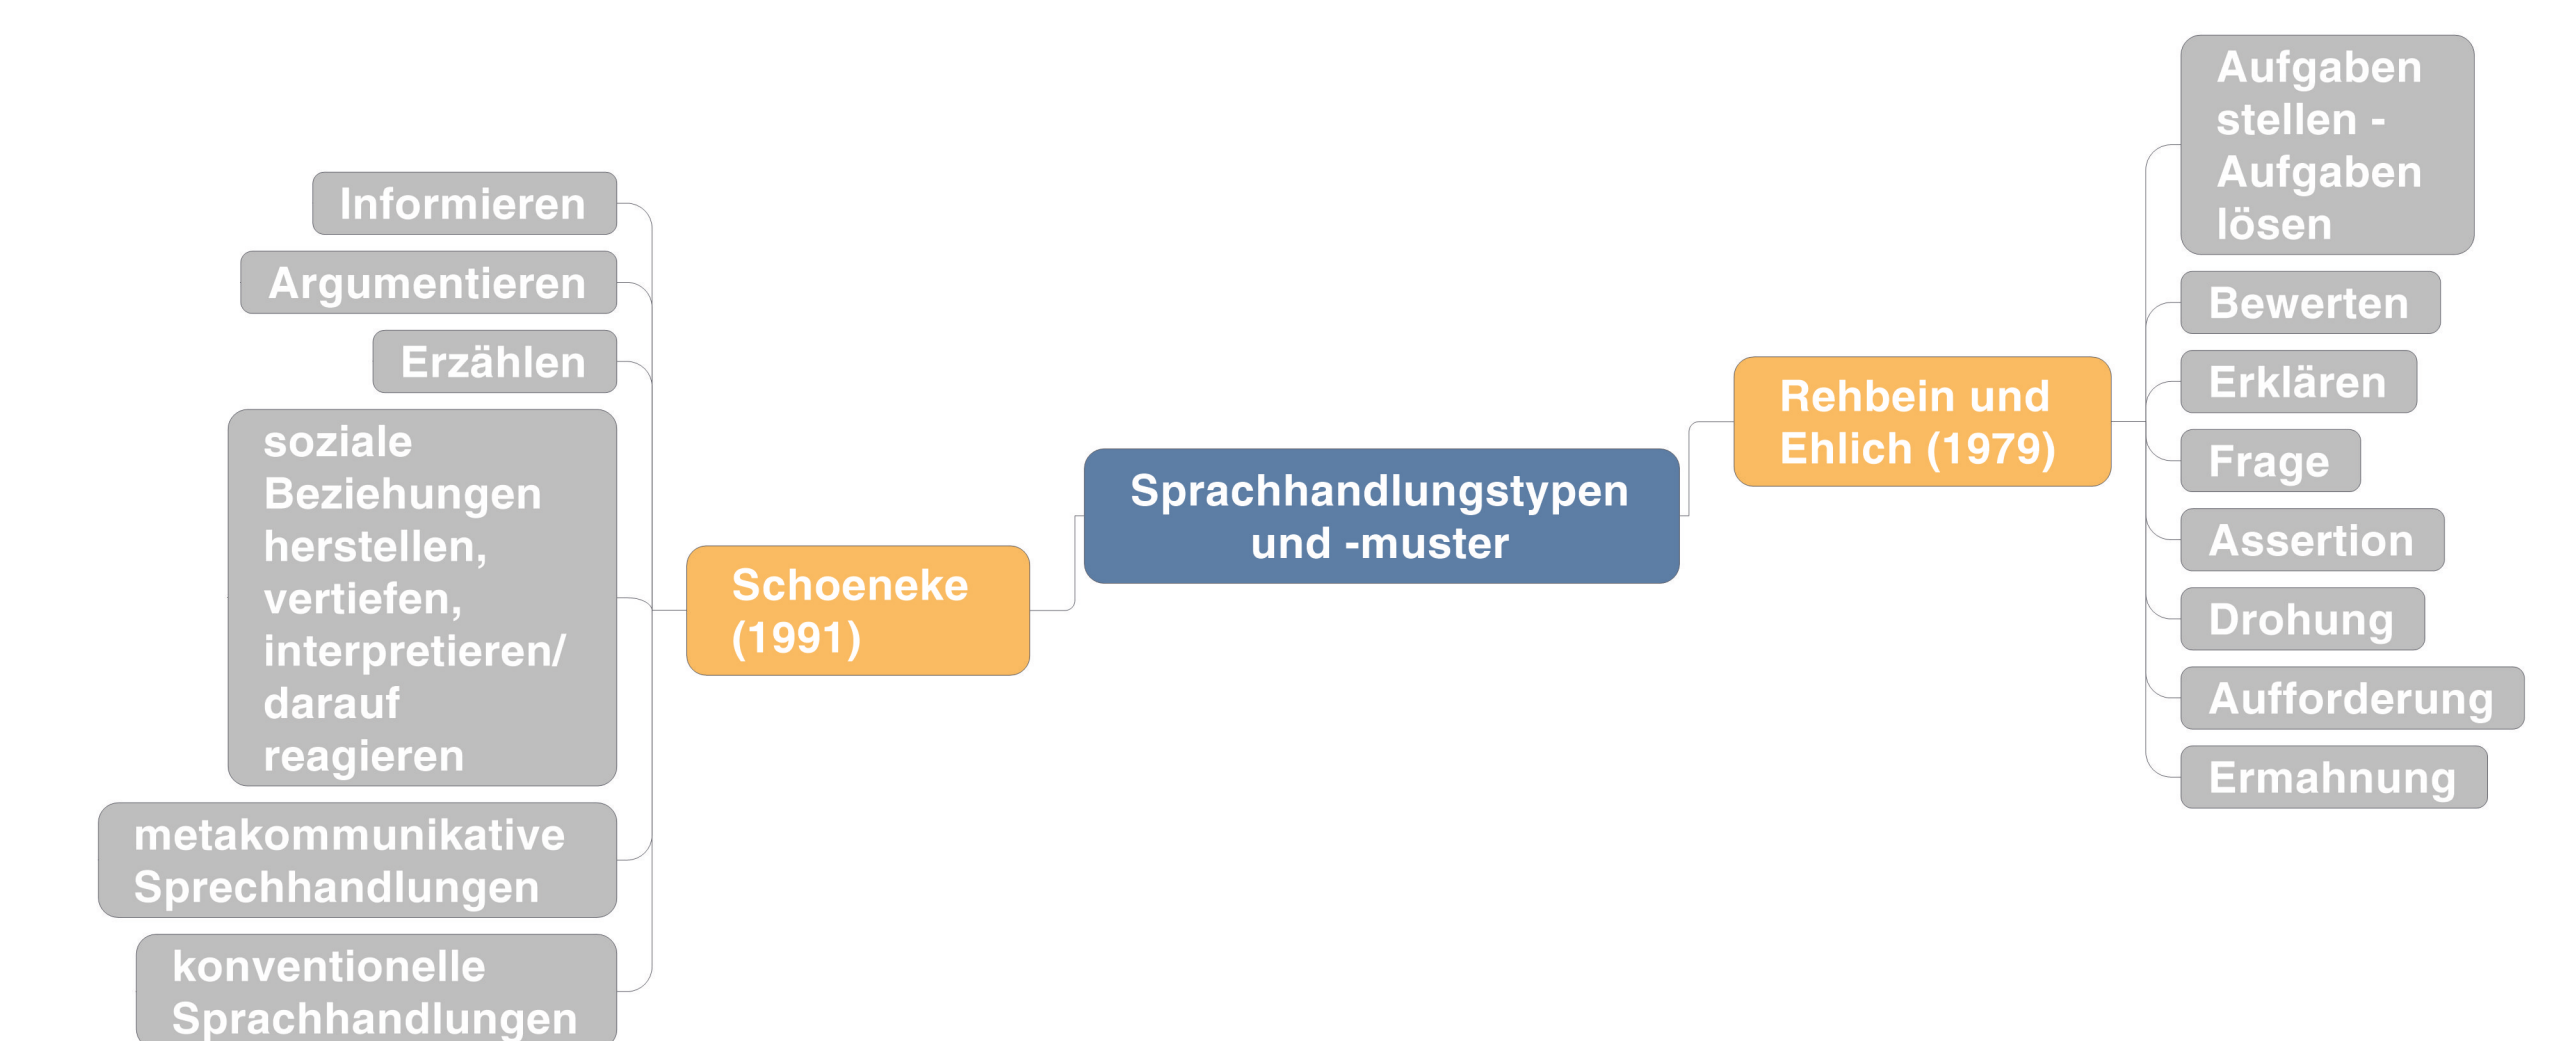 Informieren
Argumentieren
Erzählen
soziale
Beziehungen
herstellen,
vertiefen,
interpretieren/
darauf
reagieren
metakommunikative
Sprechhandlungen
konventionelle
Sprachhandlungen
Schoeneke
(1991)
Sprachhandlungstypen
und -muster
Rehbein und
Ehlich (1979)
Aufgaben
stellen -
Aufgaben
lösen
Bewerten
Erklären
Frage
Assertion
Drohung
Aufforderung
Ermahnung